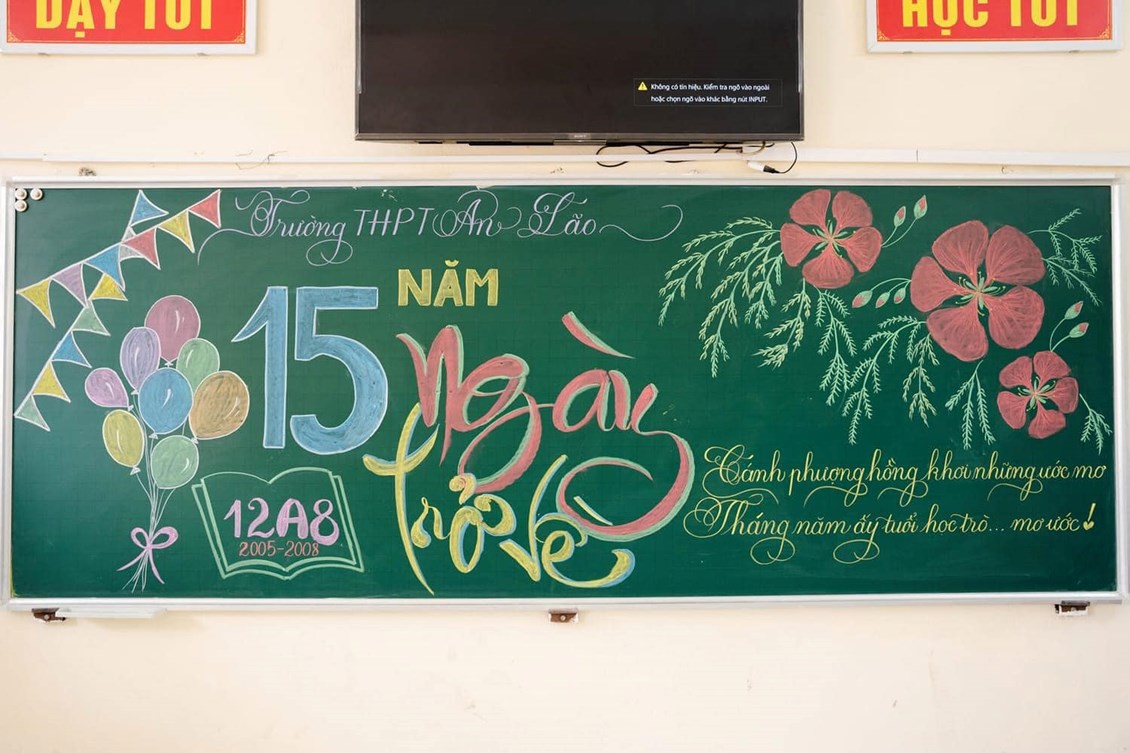 DẠY TỐT
HỌC TỐT
Không có tín hiệu. Kiểm tra ngõ vào ngoài
hoặc chọn ngõ vào khác bằng nút INPUT.
Trường THPT An Lão
15 NĂM
Ngày
trở về
12A8
2005-2008
Cánh phượng hồng khơi những ước mơ
Tháng năm ấy tuổi học trò... mơ ước!